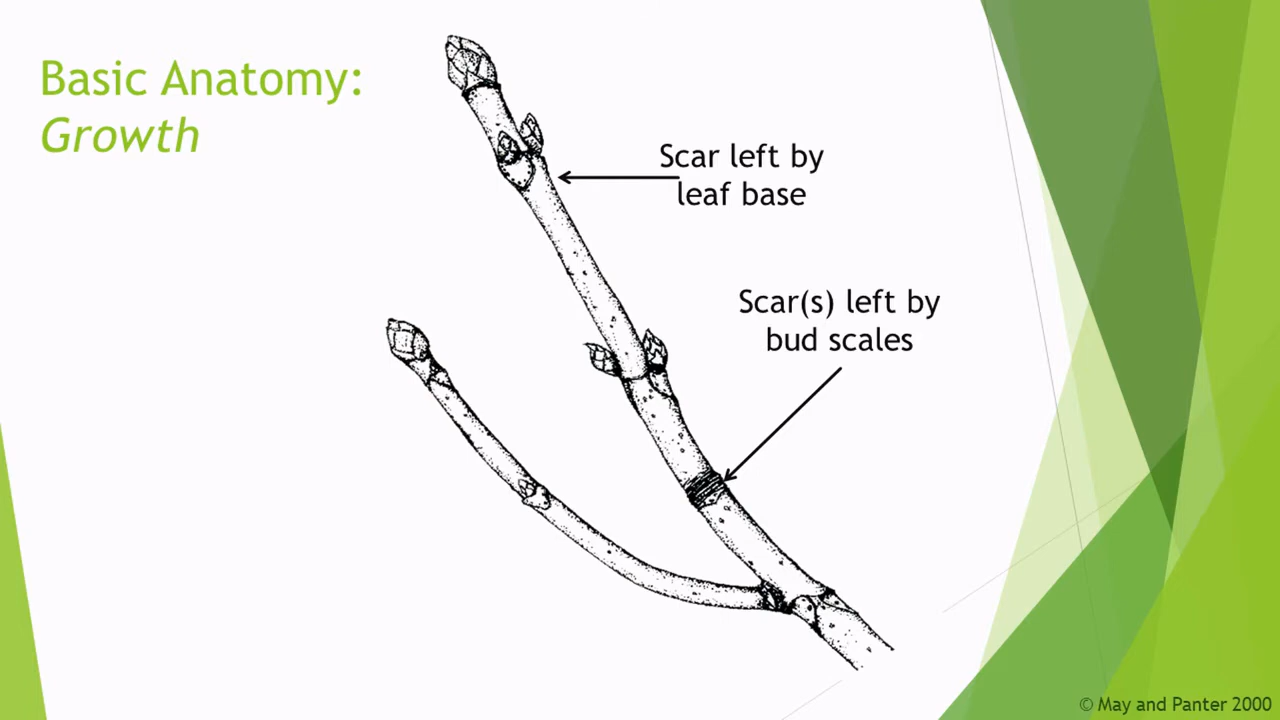 Basic Anatomy:
Growth
Scar left by
leaf base
Scar(s) left by
bud scales
© May and Panter 2000